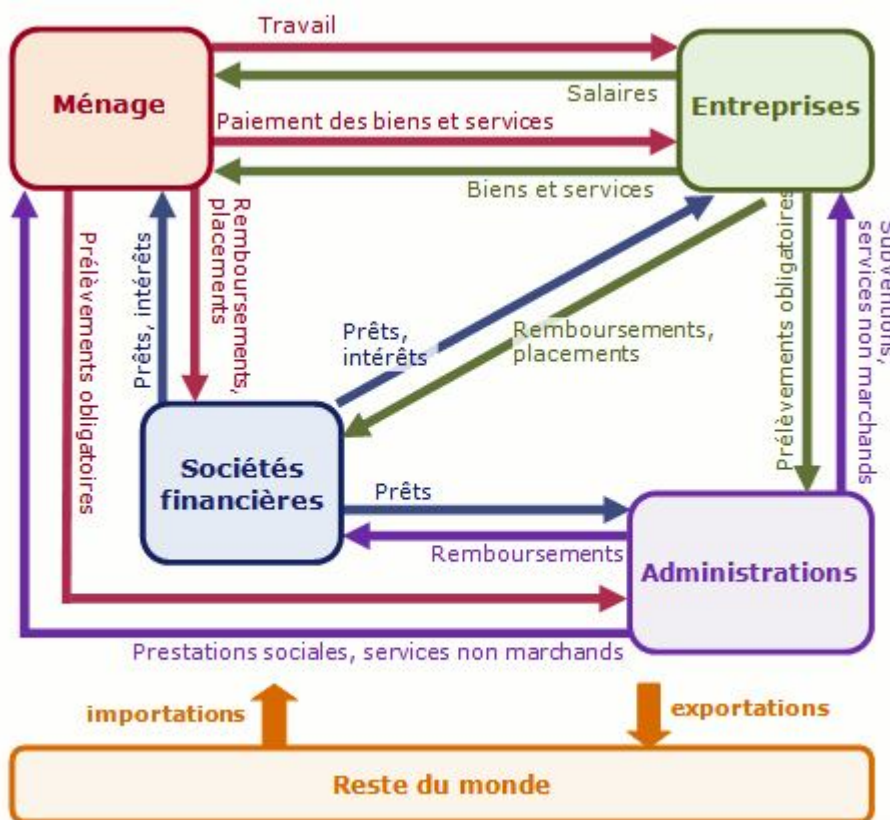 Travail
Ménage
Salaires
Entreprises
Paiement des biens et services
Biens et services
Prélèvements obligatoires
Prêts, intérêts
Remboursements,
placement
Prêts,
intérêts
Remboursements,
placements
Prélèvements obligatoires
Subventions,
services non marchands
Sociétés
financières
Prêts
Remboursements
Administrations
Prestations sociales, services non marchands
importations
exportations
Reste du monde